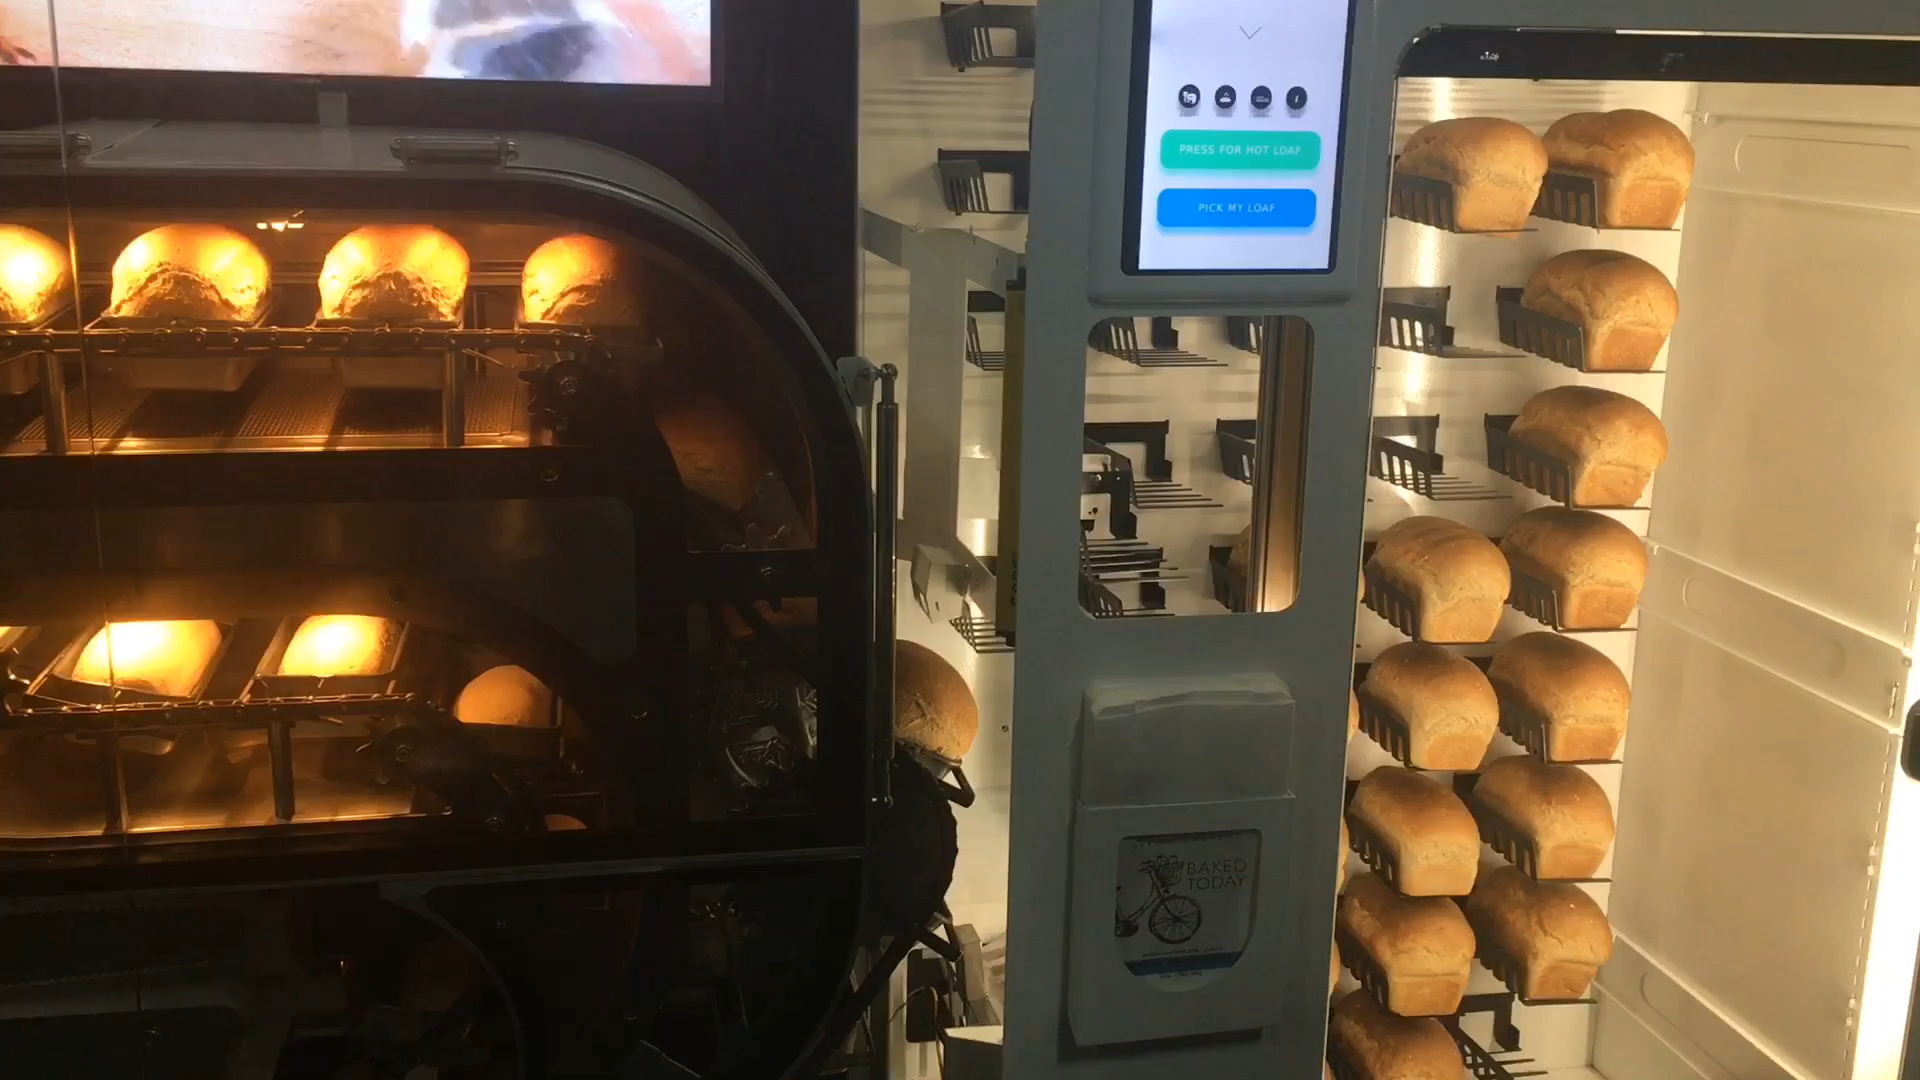 PRESS FOR HOT LOAF
PICK MY LOAF
BAKED
TODAY